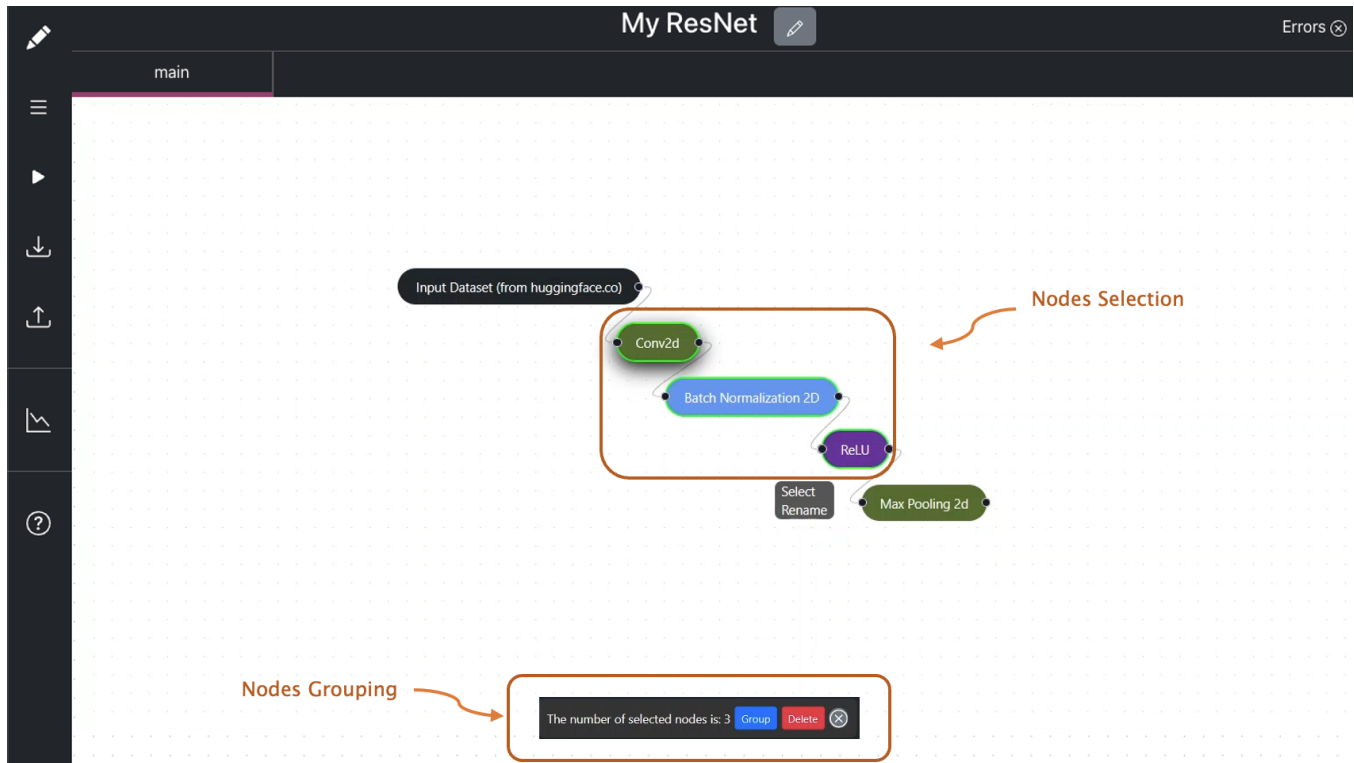 My ResNet
Errors
main
Input Dataset (from huggingface.co)
Nodes Selection
Conv2d
Batch Normalization 2D
ReLU
Select
Rename
Max Pooling 2d
Nodes Grouping
The number of selected nodes is: 3 Group Delete